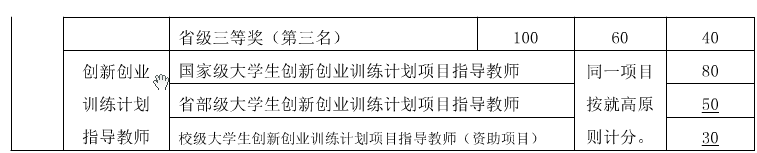 省级三等奖（第三名） 100 60 40
创新创业 国家级大学生创新创业训练计划项目指导教师 同一项目 80
训练计划 省部级大学生创新创业训练计划项目指导教师 按就高原 50
指导教师 校级大学生创新创业训练计划项目指导教师（资助项目） 则计分。 30